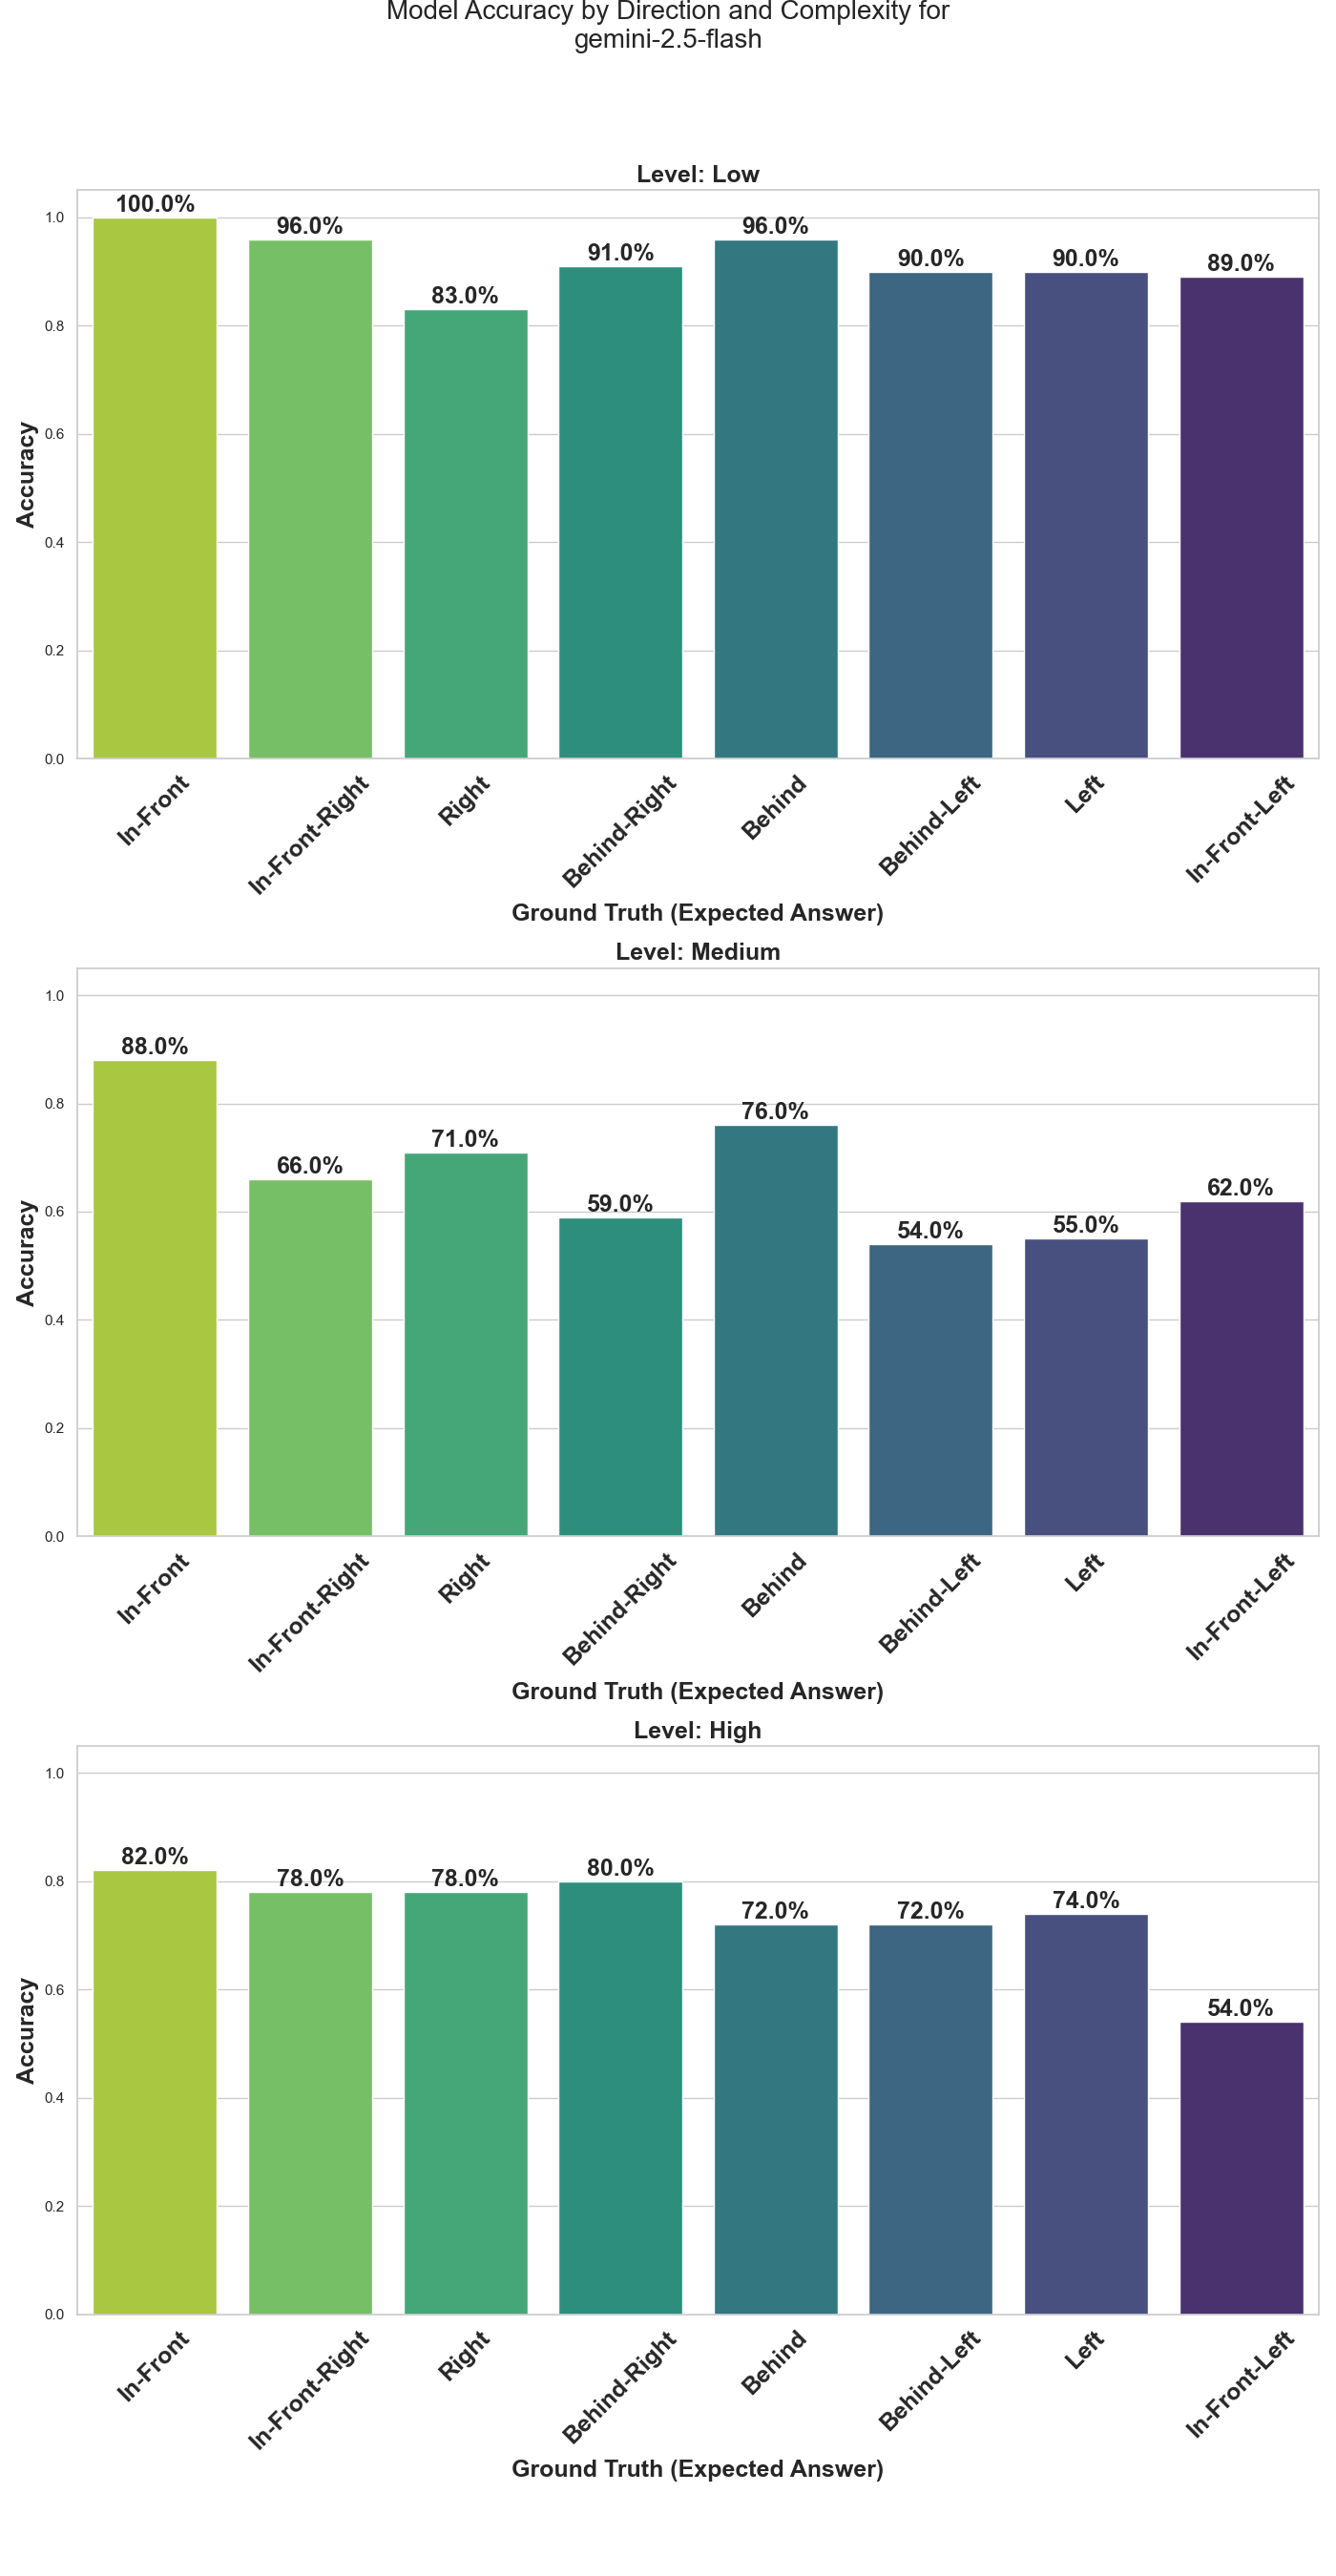 Model Accuracy by Direction and Complexity for
gemini-2.5-flash
Level: Low
100.0%
96.0%
83.0%
91.0%
96.0%
90.0%
90.0%
89.0%
Accuracy
1.0
0.8
0.6
0.4
0.2
0.0
In-Front
In-Front-Right
Right
Behind-Right
Behind
Behind-Left
Left
In-Front-Left
Ground Truth (Expected Answer)
Level: Medium
88.0%
66.0%
71.0%
59.0%
76.0%
54.0%
55.0%
62.0%
Accuracy
1.0
0.8
0.6
0.4
0.2
0.0
In-Front
In-Front-Right
Right
Behind-Right
Behind
Behind-Left
Left
In-Front-Left
Ground Truth (Expected Answer)
Level: High
82.0%
78.0%
78.0%
80.0%
72.0%
72.0%
74.0%
54.0%
Accuracy
1.0
0.8
0.6
0.4
0.2
0.0
In-Front
In-Front-Right
Right
Behind-Right
Behind
Behind-Left
Left
In-Front-Left
Ground Truth (Expected Answer)